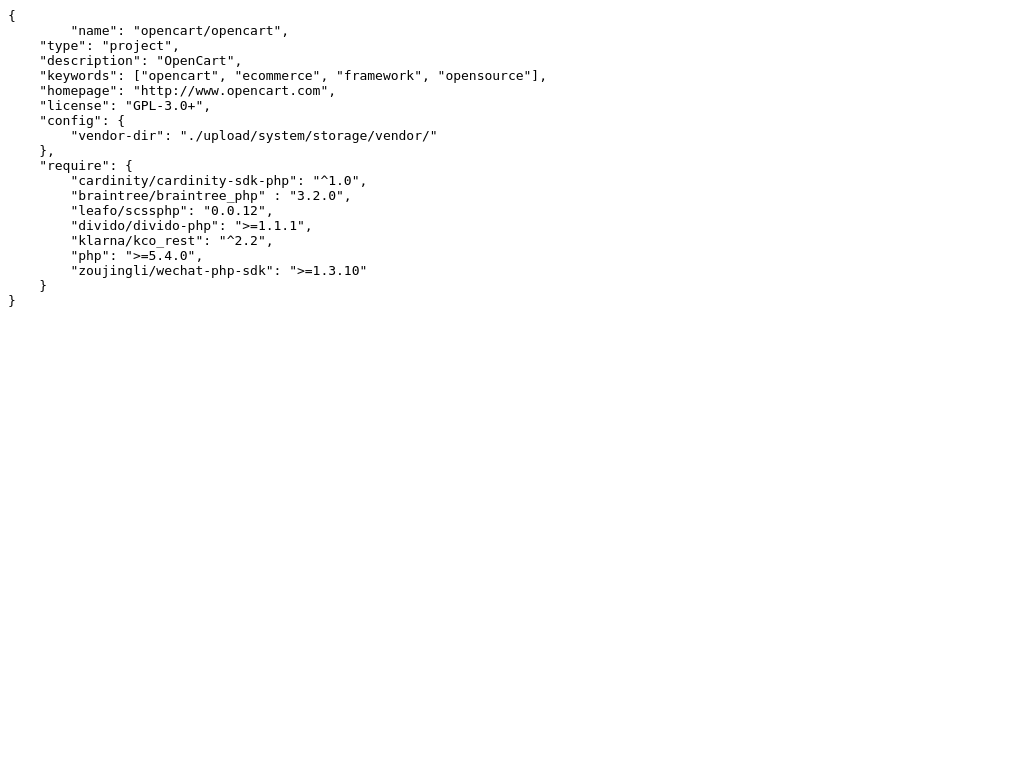 {
        "name": "opencart/opencart",
    "type": "project",
    "description": "OpenCart",
    "keywords": ["opencart", "ecommerce", "framework", "opensource"],
    "homepage": "http://www.opencart.com",
    "license": "GPL-3.0+",
    "config": {
        "vendor-dir": "./upload/system/storage/vendor/"
    },
    "require": {
        "cardinity/cardinity-sdk-php": "^1.0",
        "braintree/braintree_php" : "3.2.0",
        "leafo/scssphp": "0.0.12",
        "divido/divido-php": ">=1.1.1",
        "klarna/kco_rest": "^2.2",
        "php": ">=5.4.0",
        "zoujingli/wechat-php-sdk": ">=1.3.10"
    }
}